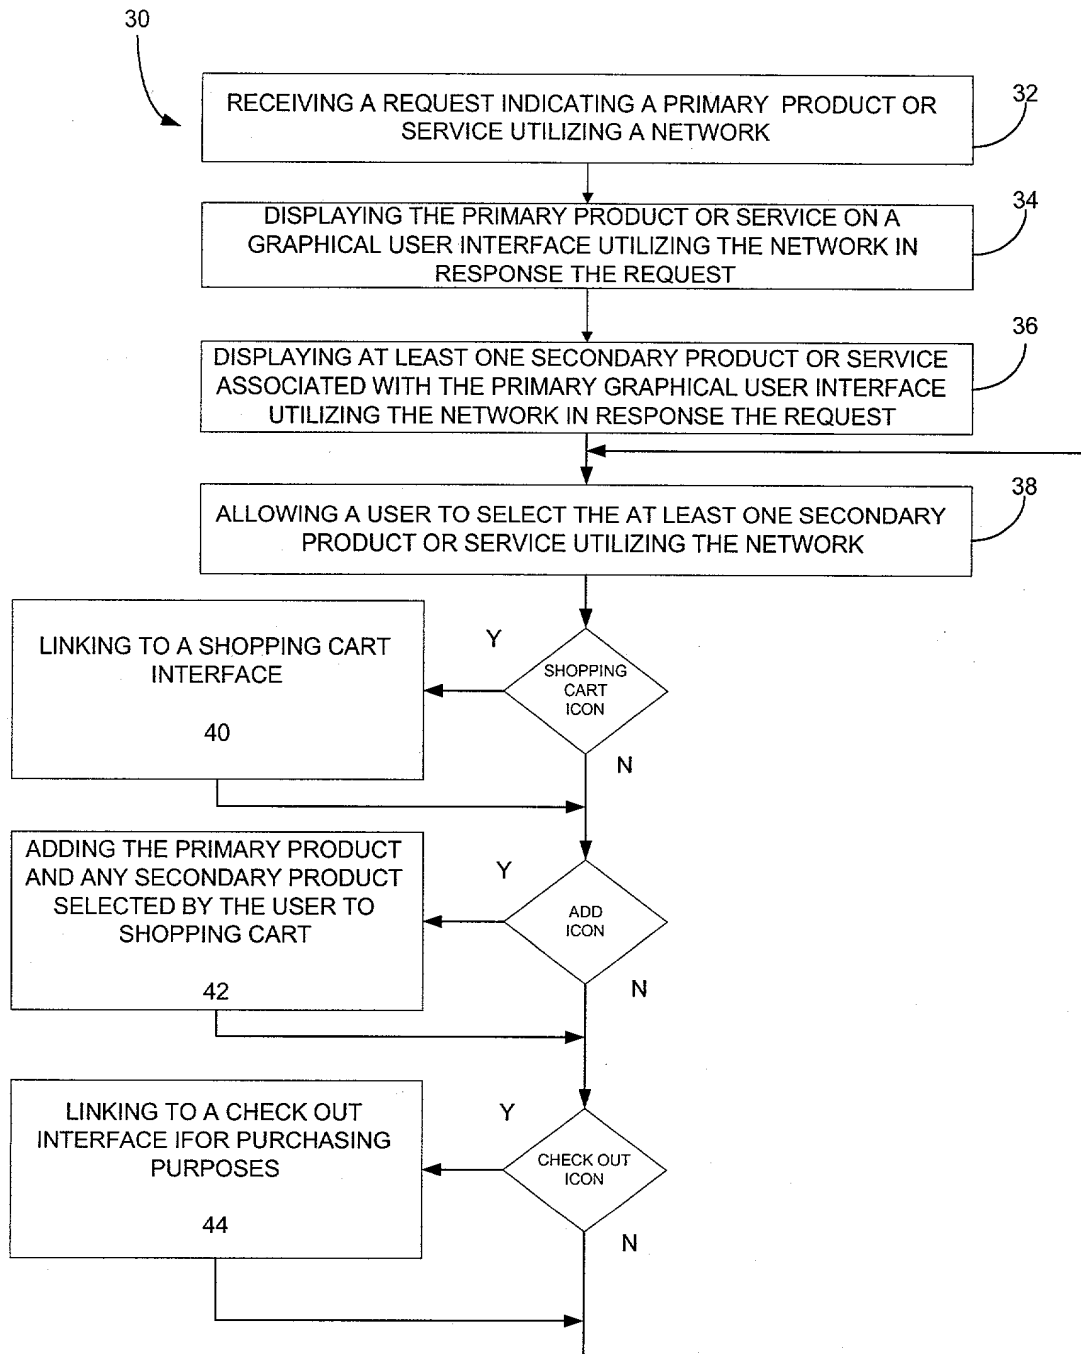 30
RECEIVING A REQUEST INDICATING A PRIMARY PRODUCT OR
SERVICE UTILIZING A NETWORK
32
DISPLAYING THE PRIMARY PRODUCT OR SERVICE ON A
GRAPHICAL USER INTERFACE UTILIZING THE NETWORK IN
RESPONSE THE REQUEST
34
DISPLAYING AT LEAST ONE SECONDARY PRODUCT OR SERVICE
ASSOCIATED WITH THE PRIMARY GRAPHICAL USER INTERFACE
UTILIZING THE NETWORK IN RESPONSE THE REQUEST
36
ALLOWING A USER TO SELECT THE AT LEAST ONE SECONDARY
PRODUCT OR SERVICE UTILIZING THE NETWORK
38
LINKING TO A SHOPPING CART
INTERFACE
40
Y
SHOPPING
CART
ICON
N
ADDING THE PRIMARY PRODUCT
AND ANY SECONDARY PRODUCT
SELECTED BY THE USER TO
SHOPPING CART
42
Y
ADD
ICON
N
LINKING TO A CHECK OUT
INTERFACE IFOR PURCHASING
PURPOSES
44
Y
CHECK OUT
ICON
N